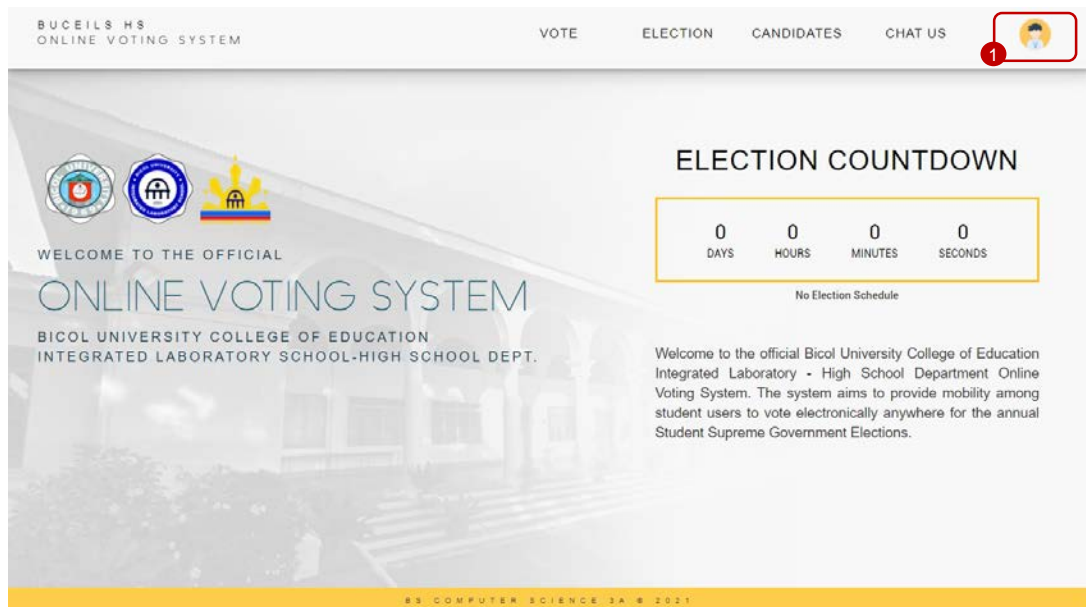 BUCEILS HS
ONLINE VOTING SYSTEM
VOTE
ELECTION
CANDIDATES
CHAT US
1
WELCOME TO THE OFFICIAL
ONLINE VOTING SYSTEM
BICOL UNIVERSITY COLLEGE OF EDUCATION
INTEGRATED LABORATORY SCHOOL-HIGH SCHOOL DEPT.
ELECTION COUNTDOWN
0 0 0 0
DAYS HOURS MINUTES SECONDS
No Election Schedule
Welcome to the official Bicol University College of Education
Integrated Laboratory - High School Department Online
Voting System. The system aims to provide mobility among
student users to vote electronically anywhere for the annual
Student Supreme Government Elections.
BS COMPUTER SCIENCE 3A © 2021